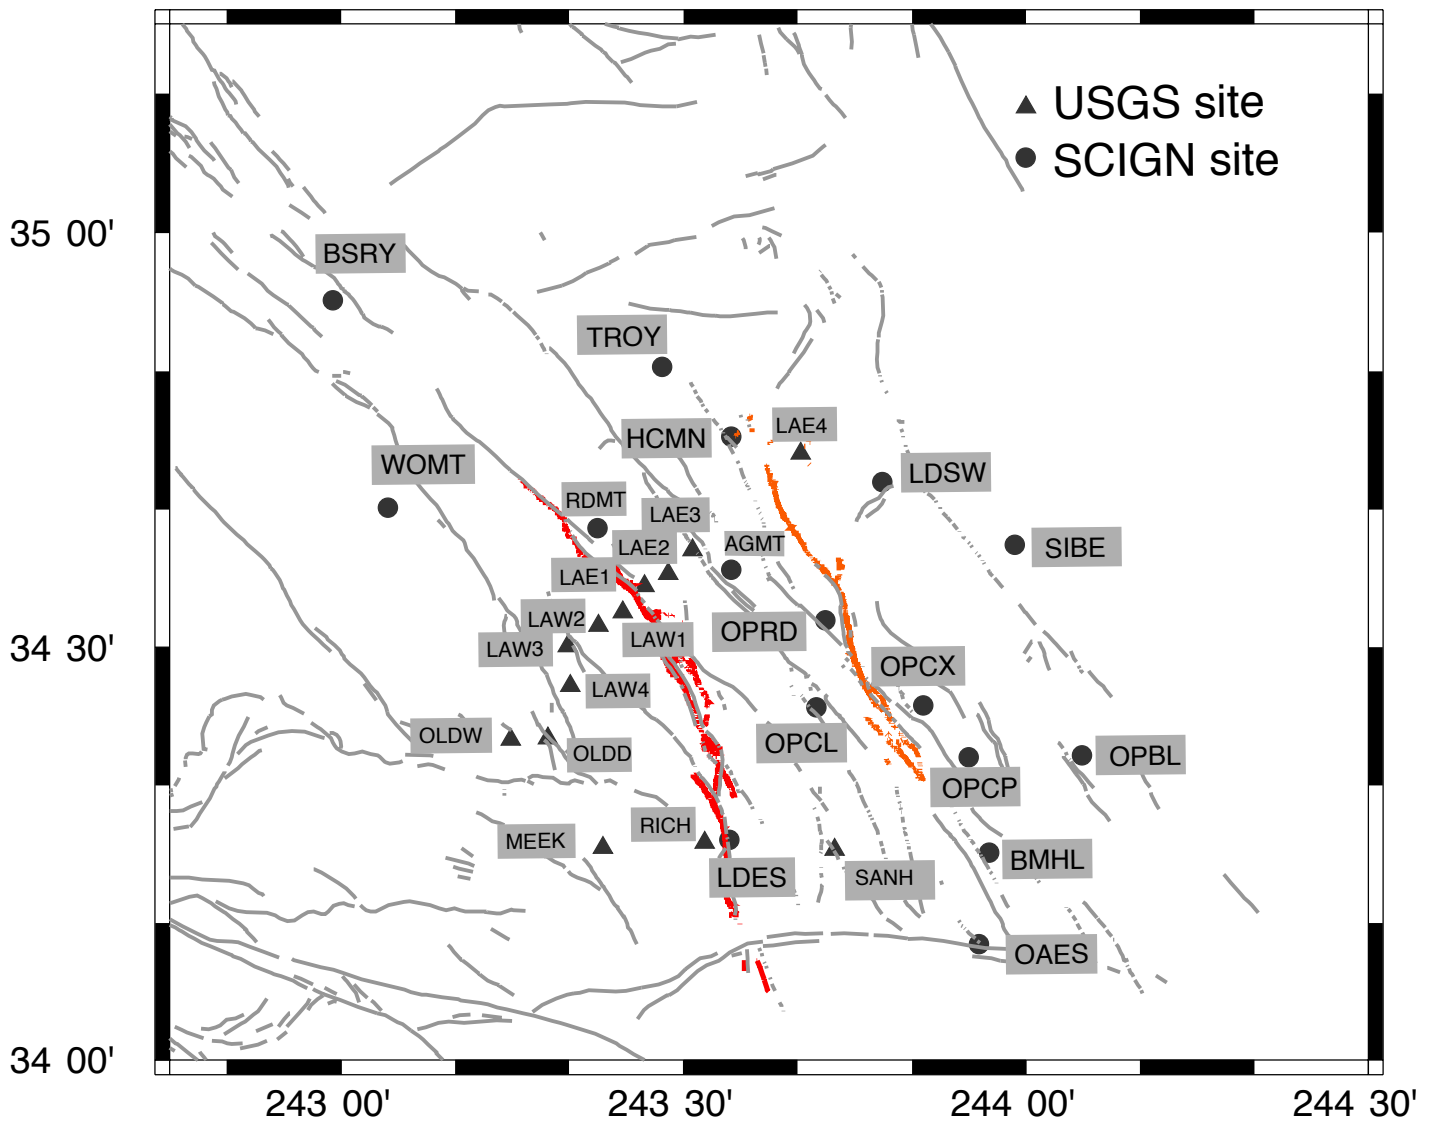 USGS site
SCIGN site
35 00'
BSRY
TROY
LAE4
HCMN
WOMT
LDSW
RDMT
LAE3
LAE2
AGMT
SIBE
LAE1
LAW2
OPRD
LAW1
34 30'
LAW3
OPCX
LAW4
OLDW
OPCL
OLDD
OPBL
OPCP
RICH
MEEK
BMHL
LDES
SANH
OAES
34 00'
243 00'
243 30'
244 00'
244 30'